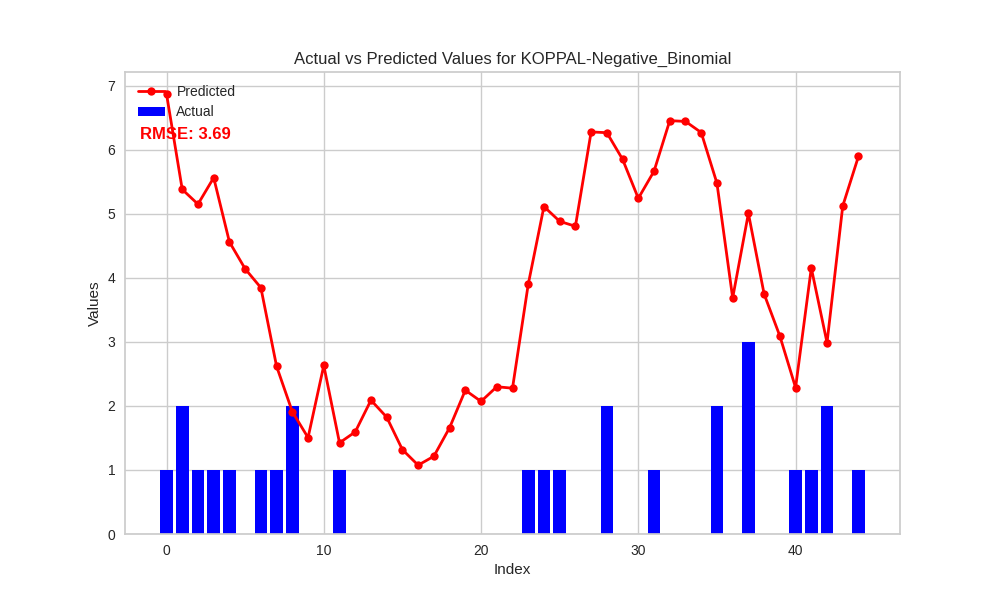 Actual vs Predicted Values for KOPPAL-Negative_Binomial
Predicted
Actual
RMSE: 3.69
Values
7
6
5
4
3
2
1
0
0 10 20 30 40
Index